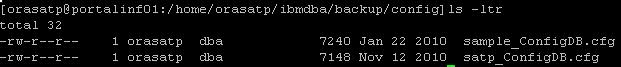 [orasatp@portalinf01:/home/orasatp/ibmdba/backup/config]ls -ltr
total 32
-rw-r--r-- 1 orasatp dba 7240 Jan 22 2010 sample_ConfigDB.cfg
-rw-r--r-- 1 orasatp dba 7148 Nov 12 2010 satp_ConfigDB.cfg